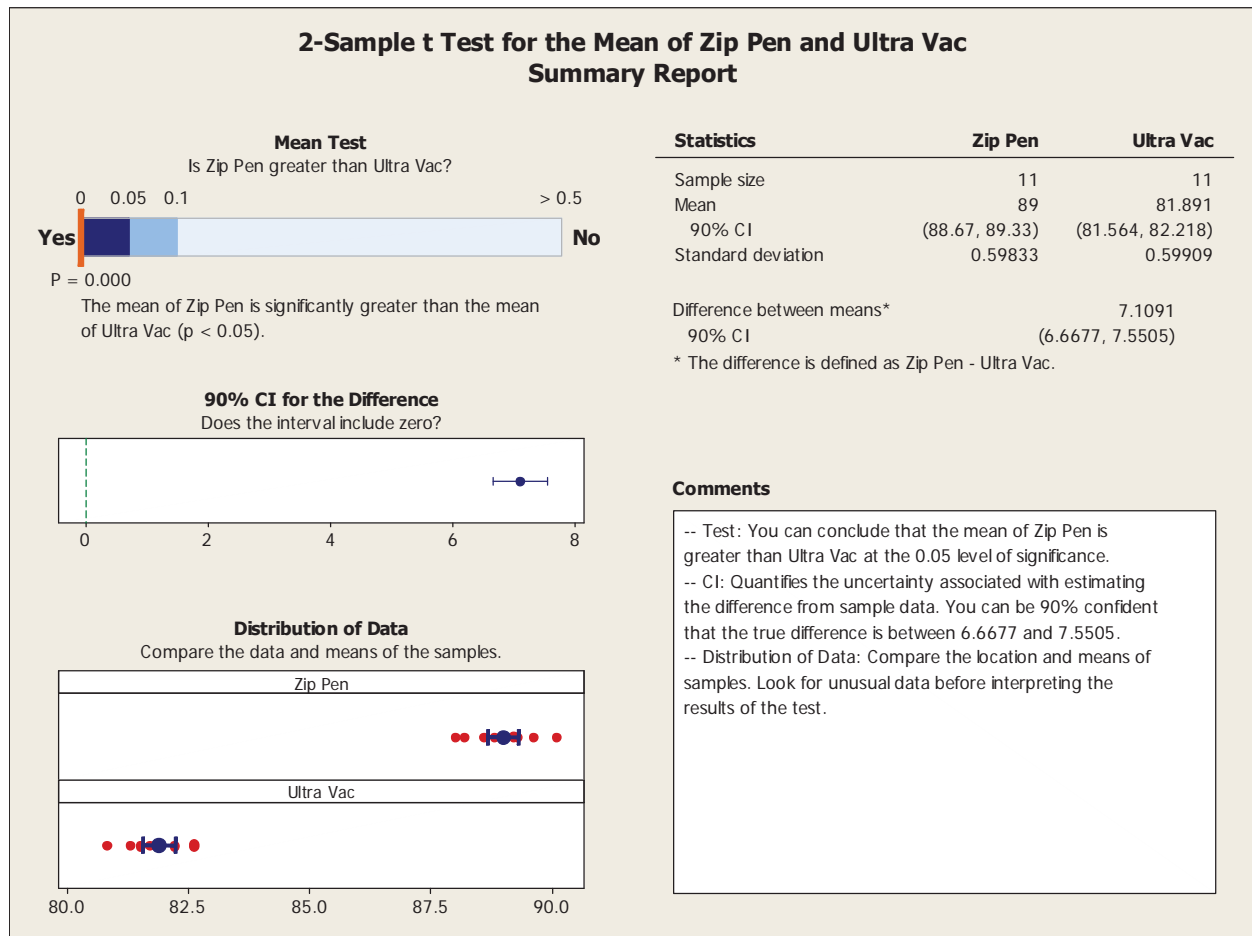 2-Sample t Test for the Mean of Zip Pen and Ultra Vac
Summary Report
Mean Test
Is Zip Pen greater than Ultra Vac?
0 0.05 0.1 > 0.5
Yes No
P = 0.000
The mean of Zip Pen is significantly greater than the mean
of Ultra Vac (p < 0.05).
90% CI for the Difference
Does the interval include zero?
0 2 4 6 8
Distribution of Data
Compare the data and means of the samples.
Zip Pen
Ultra Vac
80.0 82.5 85.0 87.5 90.0
Statistics Zip Pen Ultra Vac
Sample size 11 11
Mean 89 81.891
90% CI (88.67, 89.33) (81.564, 82.218)
Standard deviation 0.59833 0.59909
Difference between means* 7.1091
90% CI (6.6677, 7.5505)
* The difference is defined as Zip Pen - Ultra Vac.
Comments
-- Test: You can conclude that the mean of Zip Pen is
greater than Ultra Vac at the 0.05 level of significance.
-- CI: Quantifies the uncertainty associated with estimating
the difference from sample data. You can be 90% confident
that the true difference is between 6.6677 and 7.5505.
-- Distribution of Data: Compare the location and means of
samples. Look for unusual data before interpreting the
results of the test.